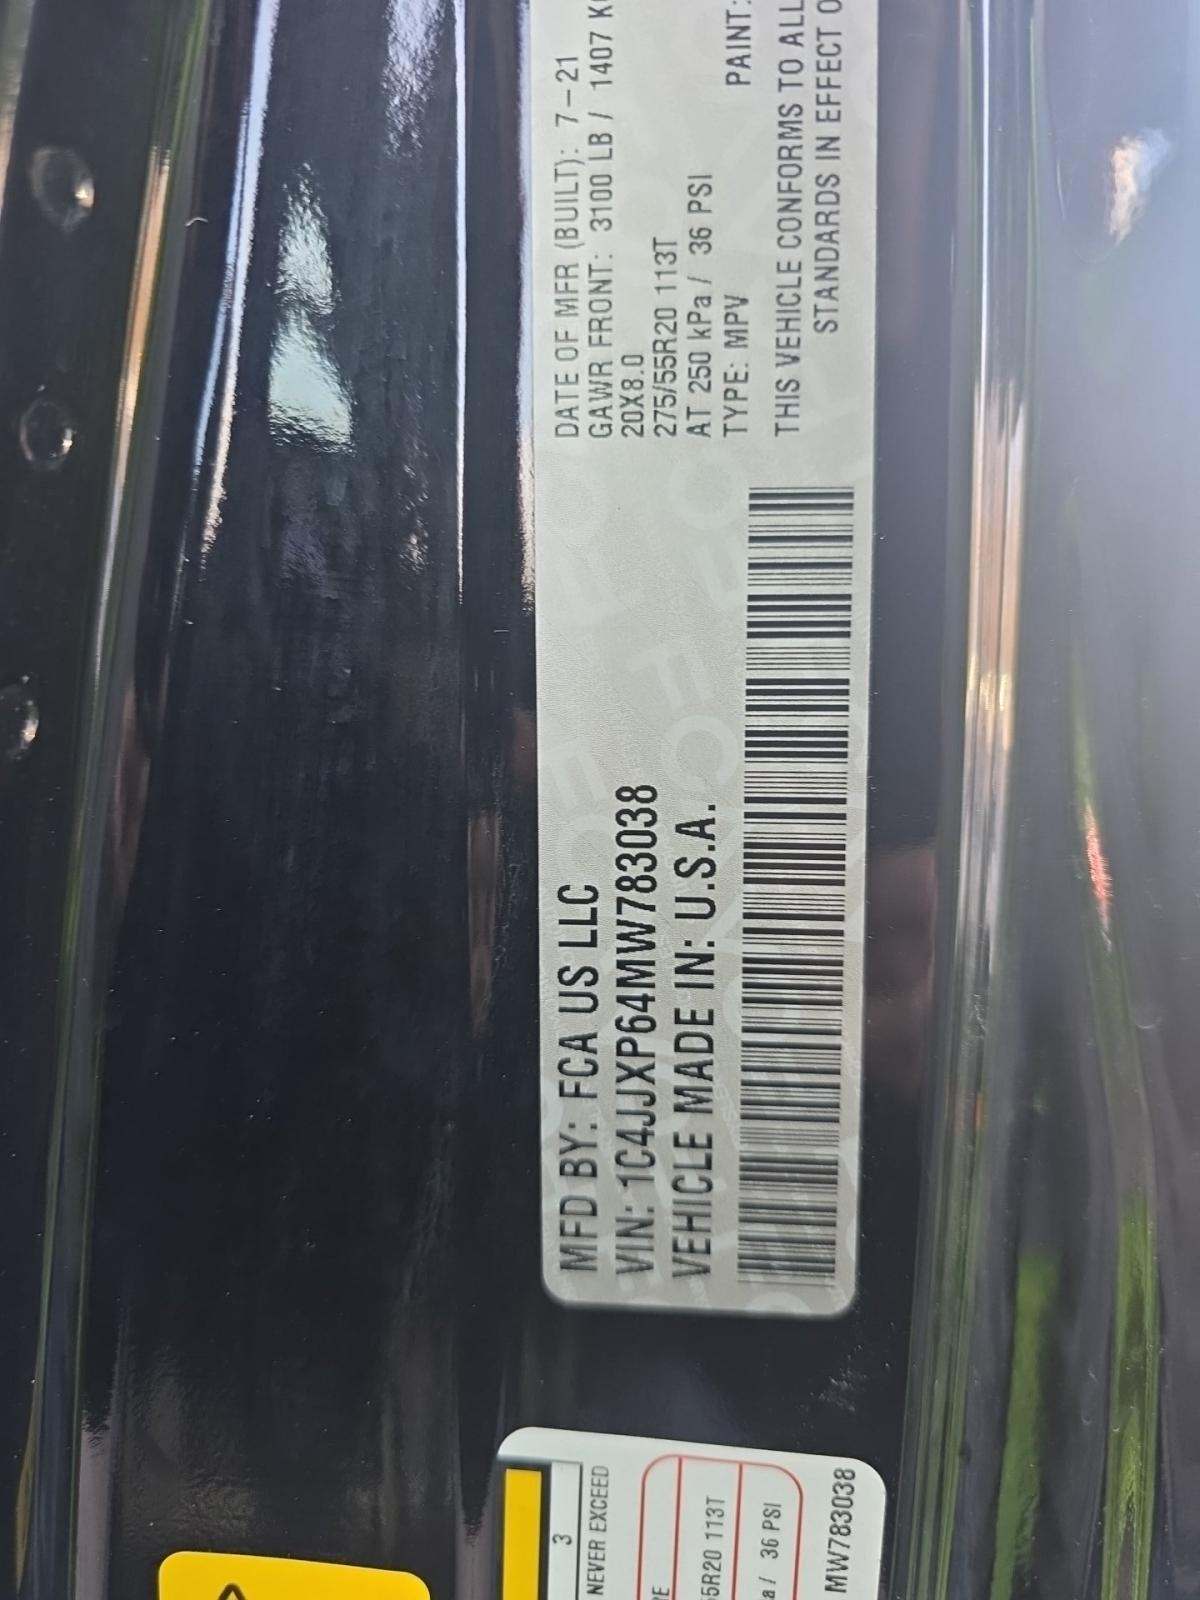 MFD BY: FCA US LLC
VIN: 1C4JJXP64MW783038
VEHICLE MADE IN: U.S.A.
DATE OF MFR (BUILT): 7-21
GAWR FRONT: 3100 LB / 1407 K
20X8.0
275/55R20 113T
AT 250 kPa / 36 PSI
TYPE: MPV PAINT:
THIS VEHICLE CONFORMS TO ALL
STANDARDS IN EFFECT O
3
NEVER EXCEED
RE
55R20 113T
a / 36 PSI
MW783038